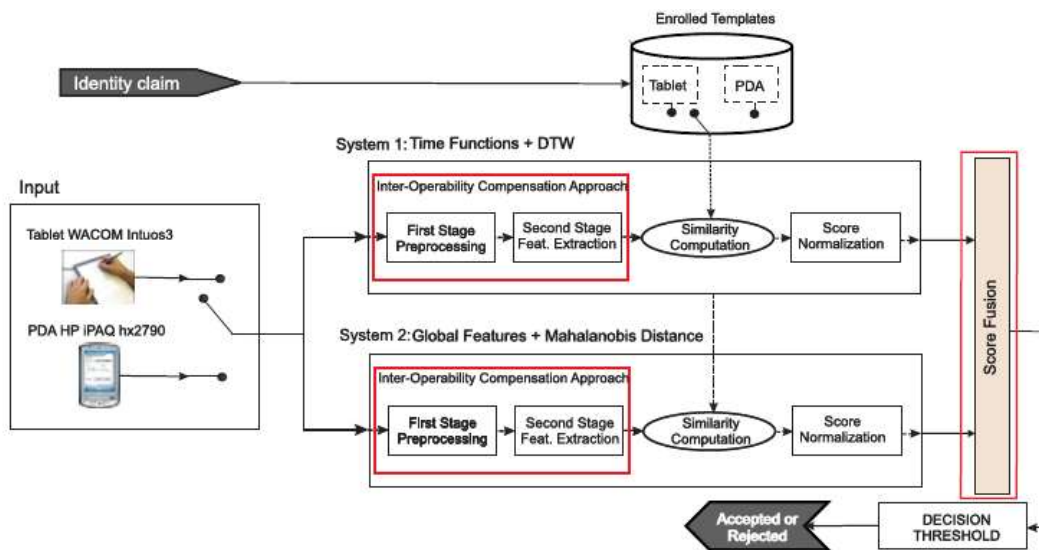 Enrolled Templates
Identity claim
Tablet
PDA
System 1: Time Functions + DTW
Input
Inter-Operability Compensation Approach
Tablet WACOM Intuos3
First Stage
Preprocessing
Second Stage
Feat. Extraction
Similarity
Computation
Score
Normalization
PDA HP iPAQ hx2790
System 2: Global Features + Mahalanobis Distance
Inter-Operability Compensation Approach
First Stage
Preprocessing
Second Stage
Feat. Extraction
Similarity
Computation
Score
Normalization
Score Fusion
Accepted or
Rejected
DECISION
THRESHOLD